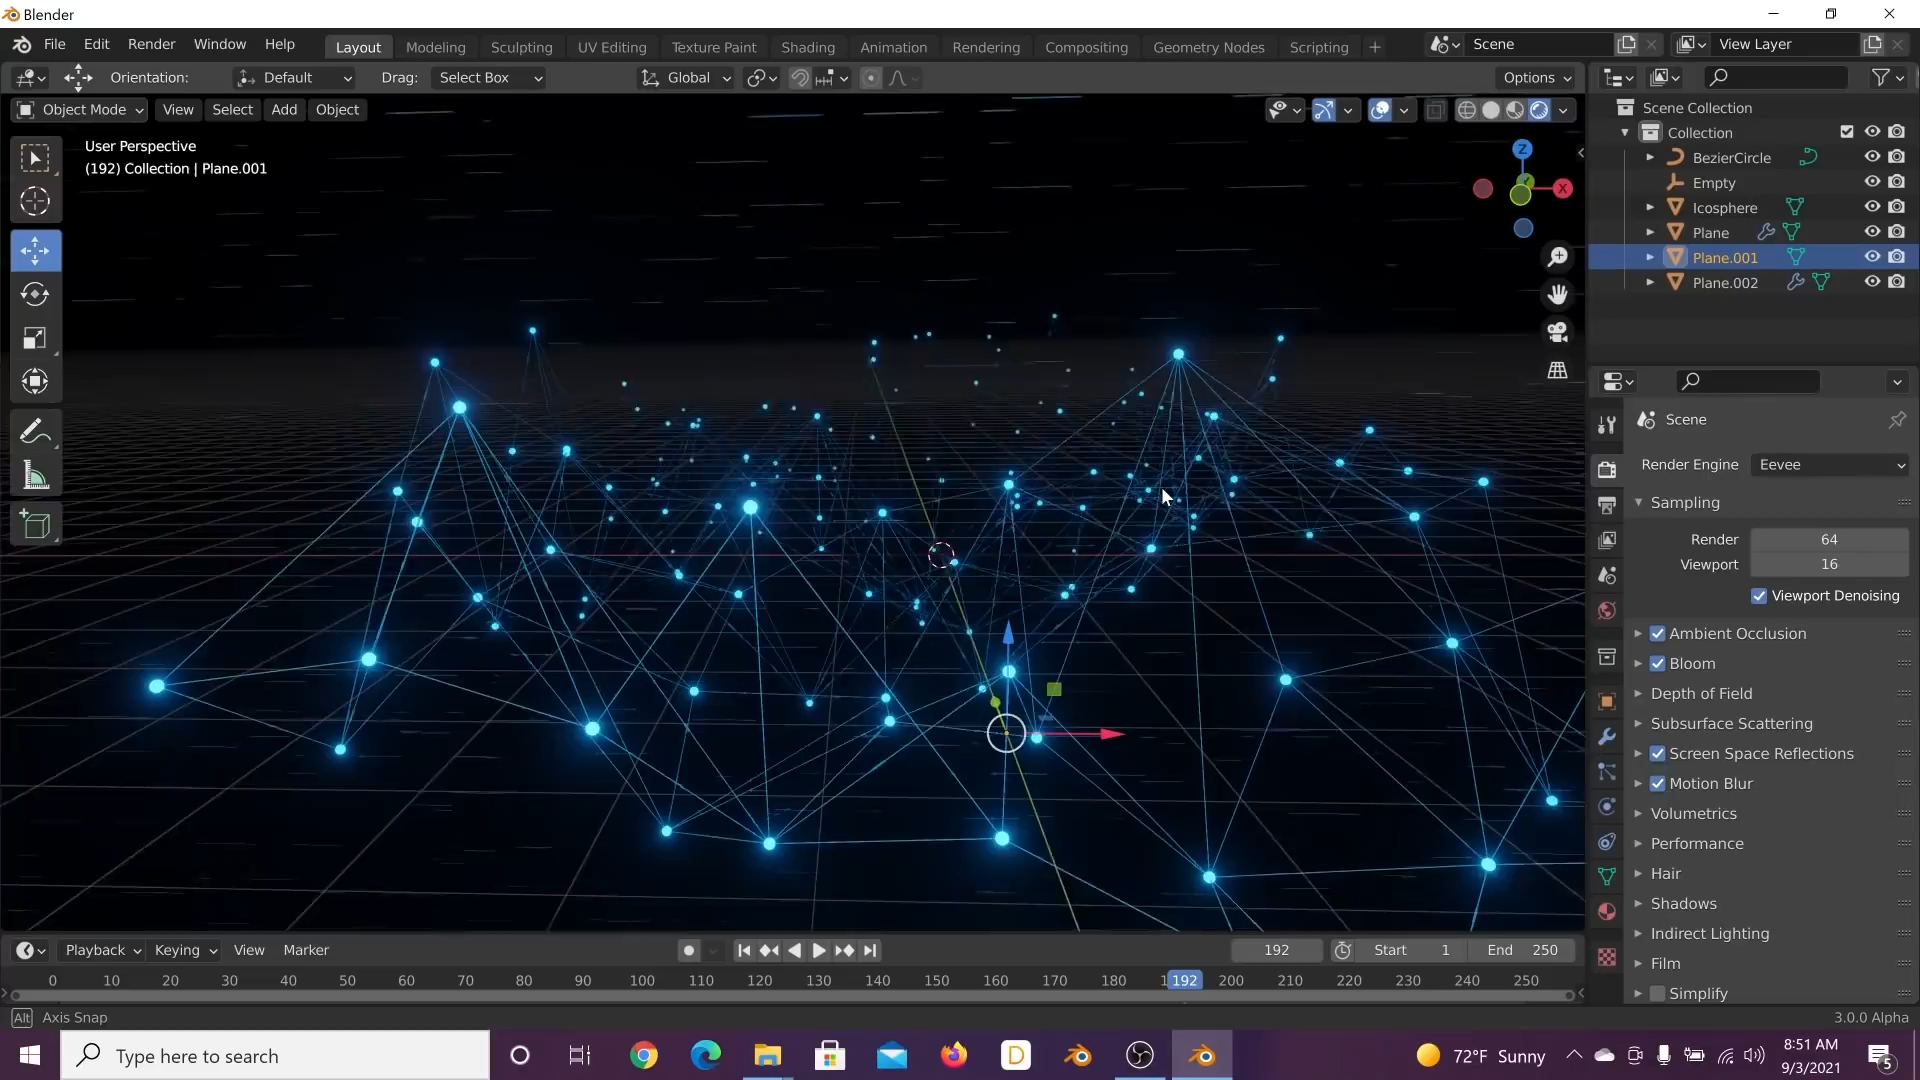 Blender
File Edit Render Window Help Layout Modeling Sculpting UV Editing Texture Paint Shading Animation Rendering Compositing Geometry Nodes Scripting + Scene View Layer
Orientation: Default Drag: Select Box Global Options
Object Mode View Select Add Object
User Perspective
(192) Collection | Plane.001
Z
X
Scene Collection
Collection
BezierCircle
Empty
Icosphere
Plane
Plane.001
Plane.002
Scene
Render Engine Eevee
Sampling
Render 64
Viewport 16
Viewport Denoising
Ambient Occlusion
Bloom
Depth of Field
Subsurface Scattering
Screen Space Reflections
Motion Blur
Volumetrics
Performance
Hair
Shadows
Indirect Lighting
Film
Simplify
Playback Keying View Marker 192 Start 1 End 250
0 10 20 30 40 50 60 70 80 90 100 110 120 130 140 150 160 170 180 192 200 210 220 230 240 250
Alt Axis Snap 3.0.0 Alpha
Type here to search D 72°F Sunny 8:51 AM
9/3/2021
5